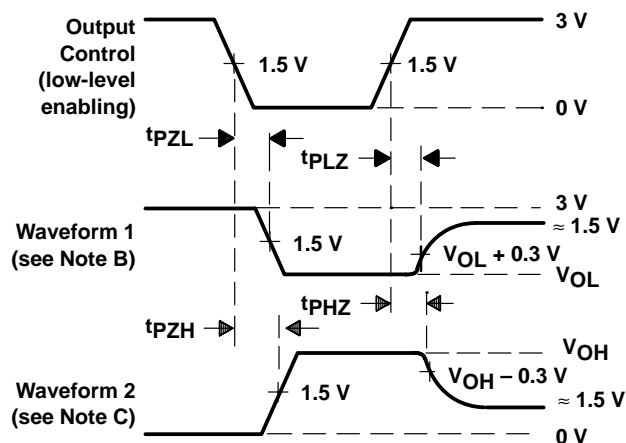 Output
Control
(low-level
enabling)
3 V
1.5 V
1.5 V
0 V
tPZL
tPLZ
3 V
≈ 1.5 V
Waveform 1
(see Note B)
1.5 V
VOL + 0.3 V
VOL
tPHZ
tPZH
VOH
Waveform 2
(see Note C)
1.5 V
VOH – 0.3 V
≈ 1.5 V
0 V